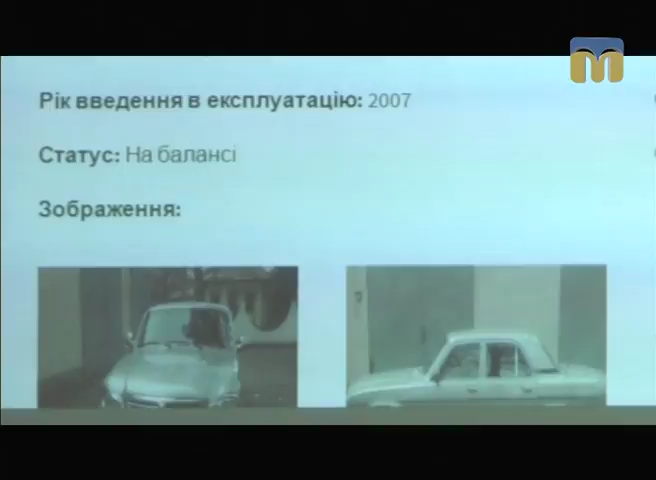 Рік введення в експлуатацію: 2007
Статус: На балансі
Зображення: